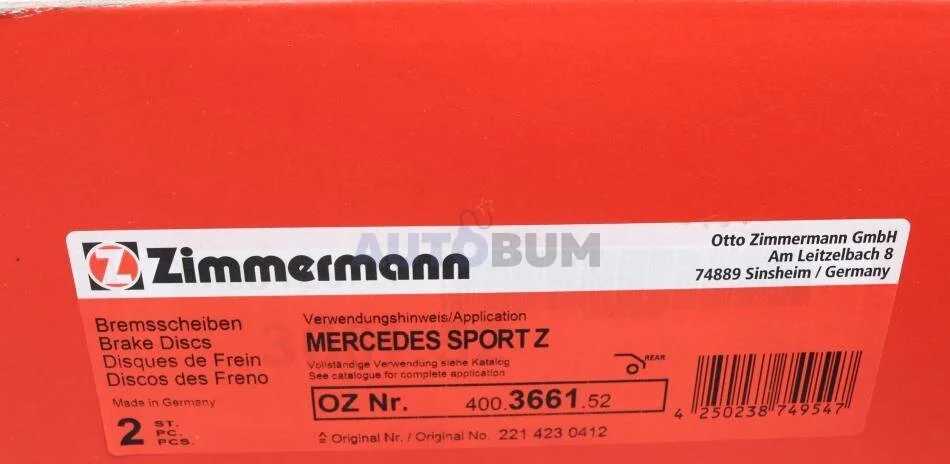 Zimmermann
AUTOBUM
Otto Zimmermann GmbH
Am Leitzelbach 8
74889 Sinsheim / Germany
Bremsscheiben
Brake Discs
Disques de Frein
Discos des Freno
Made in Germany
2 ST.
PC.
PCS.
Verwendungshinweis/Application
MERCEDES SPORT Z
Vollständige Verwendung siehe Katalog
See catalogue for complete application
REAR
OZ Nr. 400.3661.52
≙ Original Nr. / Original No. 221 423 0412
4 250238 749547